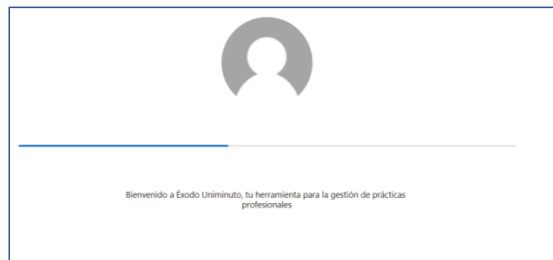 Bienvenido a Éxodo Uniminuto, tu herramienta para la gestión de prácticas
profesionales